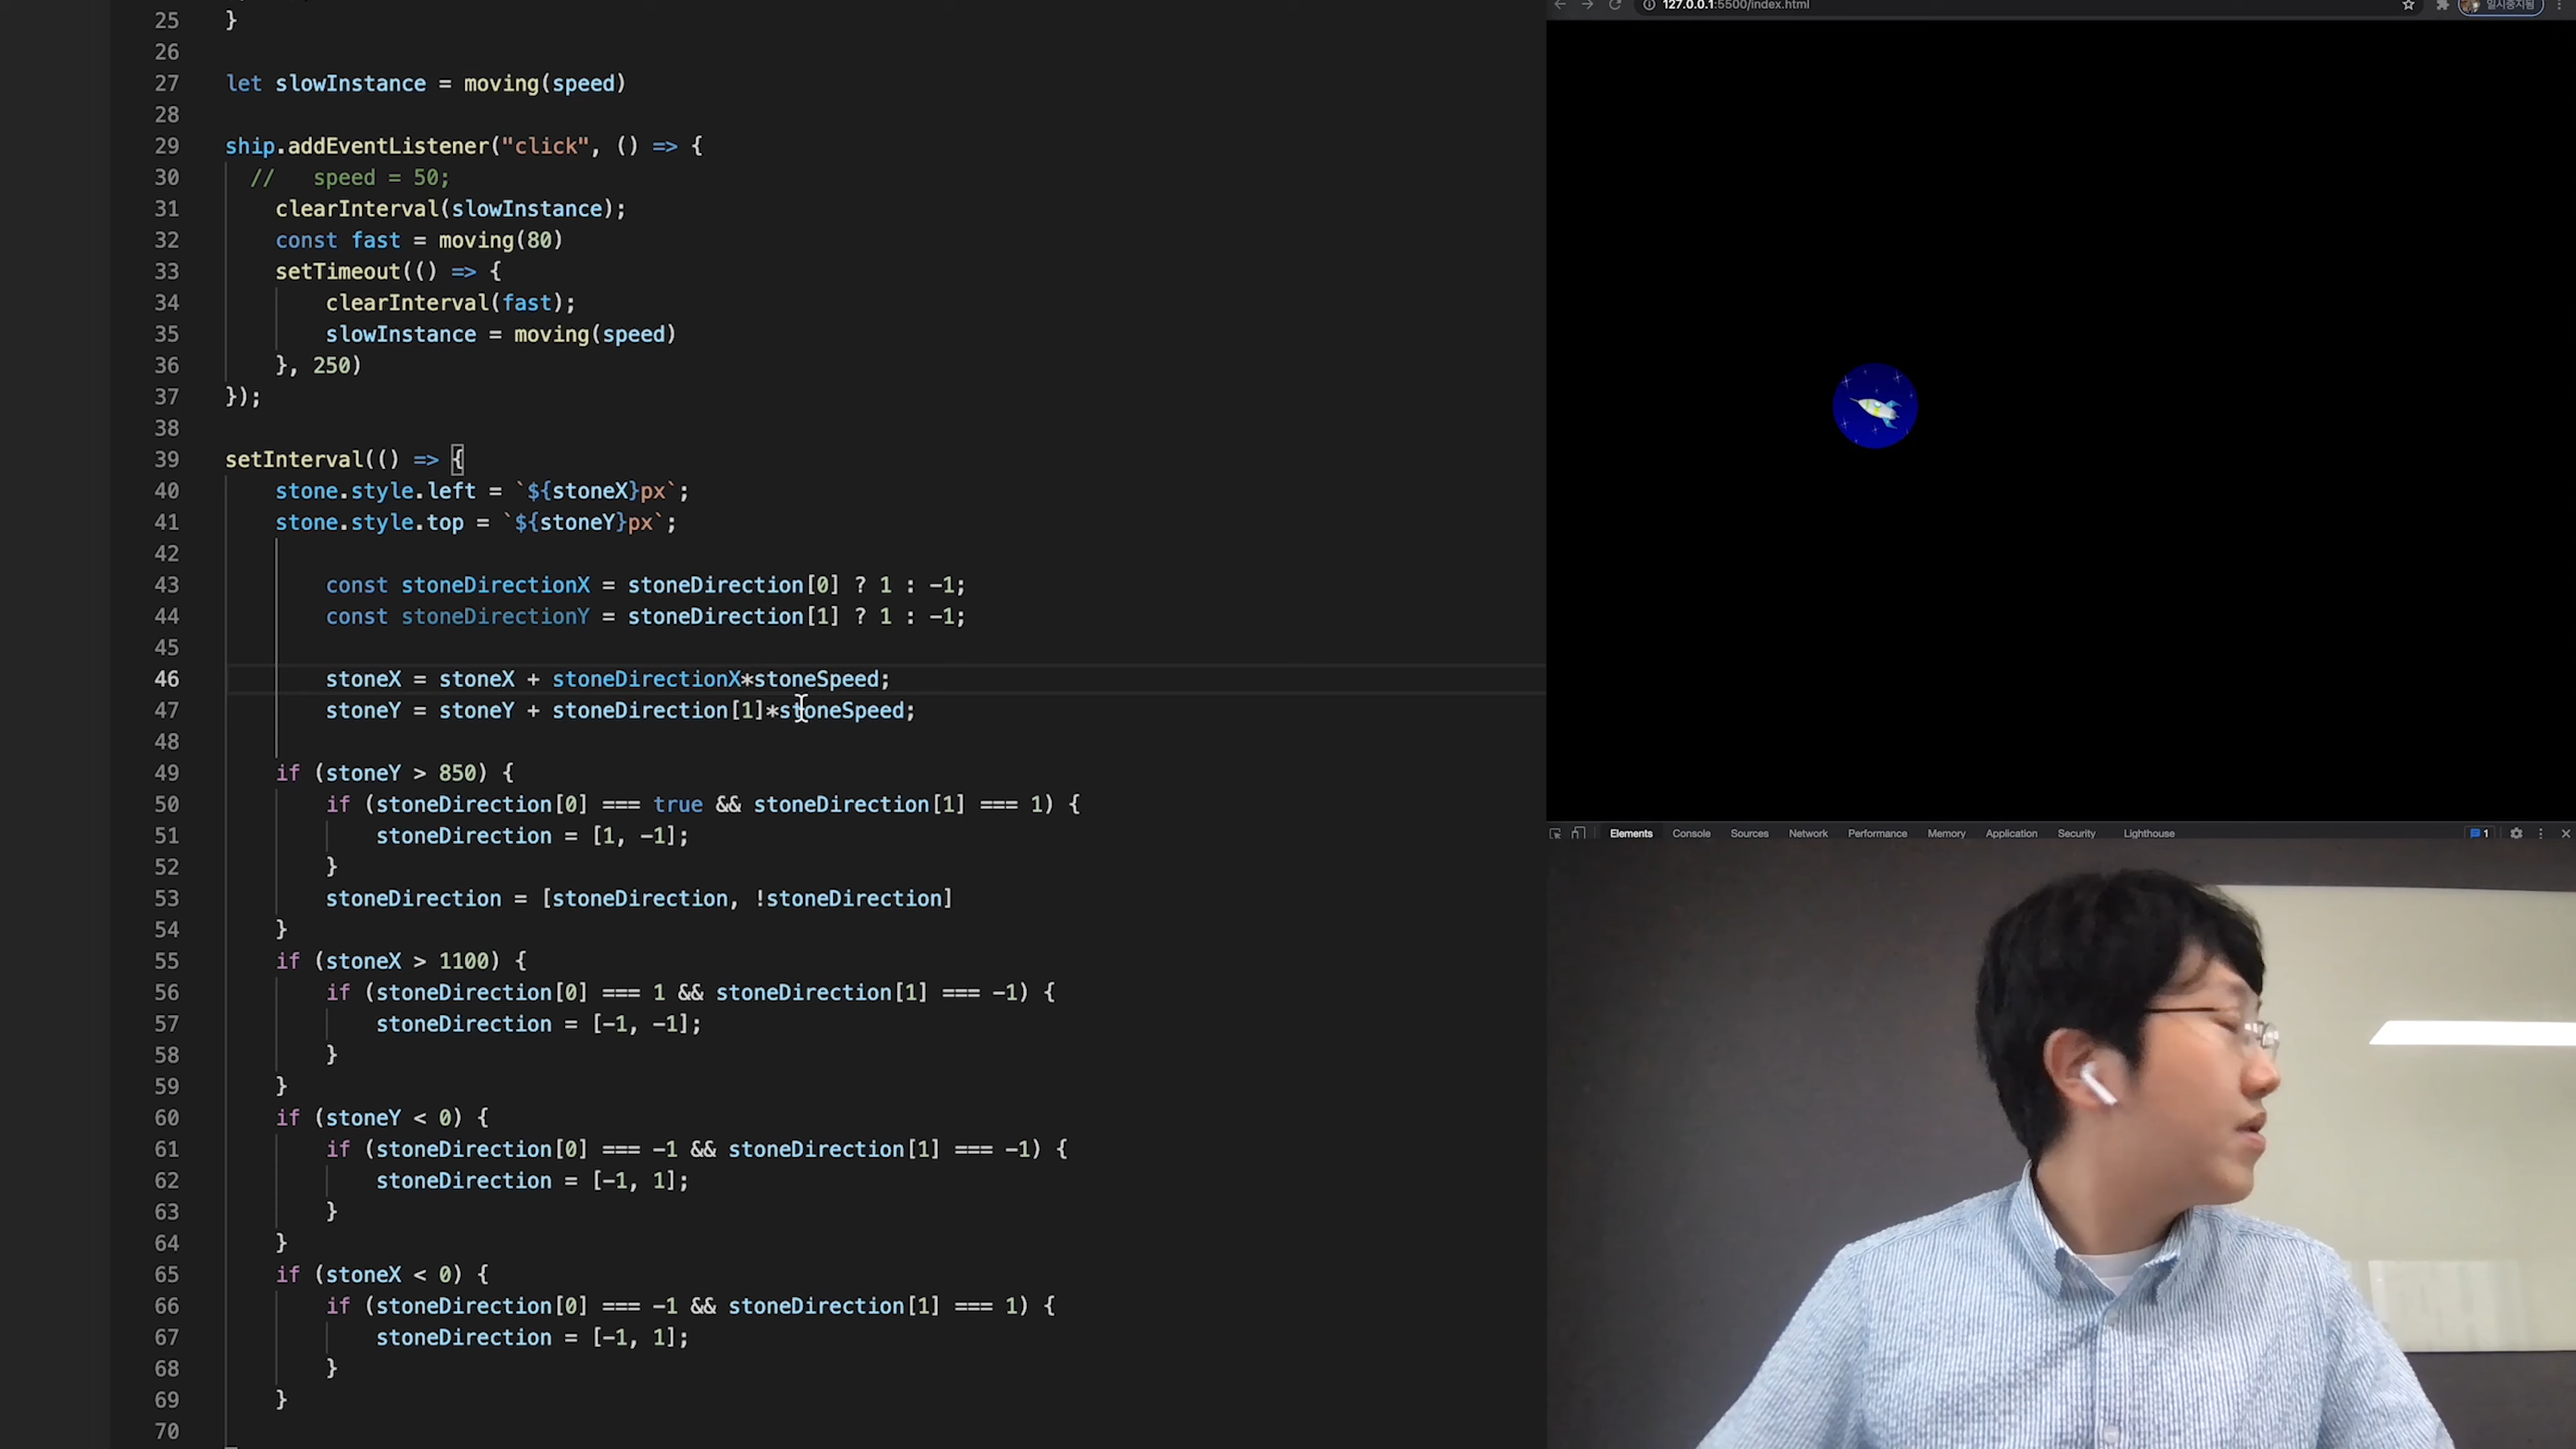 25 }
26
27 let slowInstance = moving(speed)
28
29 ship.addEventListener("click", () => {
30 //   speed = 50;
31 clearInterval(slowInstance);
32 const fast = moving(80)
33 setTimeout(() => {
34 clearInterval(fast);
35 slowInstance = moving(speed)
36 }, 250)
37 });
38
39 setInterval(() => {
40 stone.style.left = `${stoneX}px`;
41 stone.style.top = `${stoneY}px`;
42
43 const stoneDirectionX = stoneDirection[0] ? 1 : -1;
44 const stoneDirectionY = stoneDirection[1] ? 1 : -1;
45
46 stoneX = stoneX + stoneDirectionX*stoneSpeed;
47 stoneY = stoneY + stoneDirection[1]*stoneSpeed;
48
49 if (stoneY > 850) {
50 if (stoneDirection[0] === true && stoneDirection[1] === 1) {
51 stoneDirection = [1, -1];
52 }
53 stoneDirection = [stoneDirection, !stoneDirection]
54 }
55 if (stoneX > 1100) {
56 if (stoneDirection[0] === 1 && stoneDirection[1] === -1) {
57 stoneDirection = [-1, -1];
58 }
59 }
60 if (stoneY < 0) {
61 if (stoneDirection[0] === -1 && stoneDirection[1] === -1) {
62 stoneDirection = [-1, 1];
63 }
64 }
65 if (stoneX < 0) {
66 if (stoneDirection[0] === -1 && stoneDirection[1] === 1) {
67 stoneDirection = [-1, 1];
68 }
69 }
70
127.0.0.1:5500/index.html 일시중지됨
Elements Console Sources Network Performance Memory Application Security Lighthouse 1